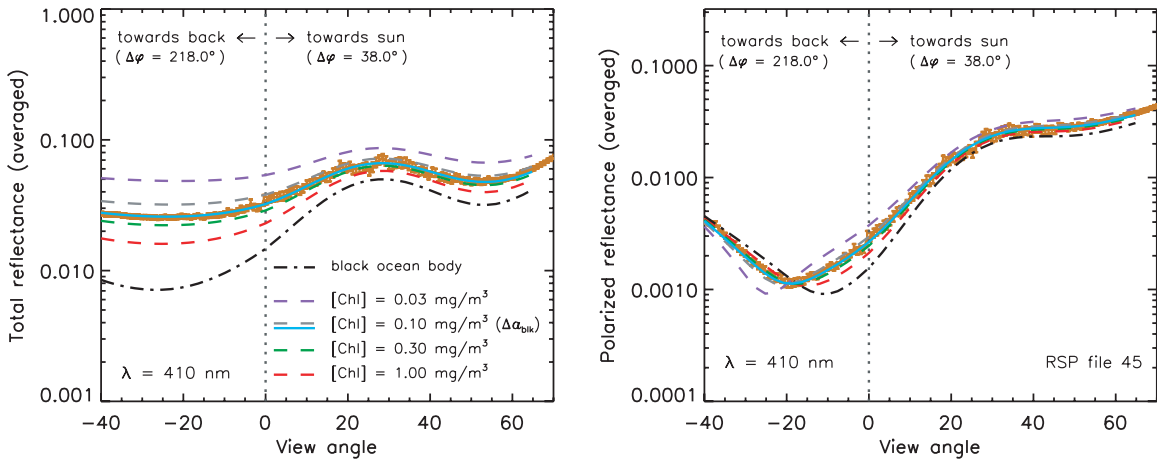 1.000
0.100
0.010
0.001
Total reflectance (averaged)
towards back ← → towards sun
(Δφ = 218.0°) (Δφ = 38.0°)
black ocean body
[Chl] = 0.03 mg/m³
[Chl] = 0.10 mg/m³ (Δα_blk)
[Chl] = 0.30 mg/m³
[Chl] = 1.00 mg/m³
λ = 410 nm
−40 −20 0 20 40 60
View angle
0.1000
0.0100
0.0010
0.0001
Polarized reflectance (averaged)
towards back ← → towards sun
(Δφ = 218.0°) (Δφ = 38.0°)
λ = 410 nm RSP file 45
−40 −20 0 20 40 60
View angle